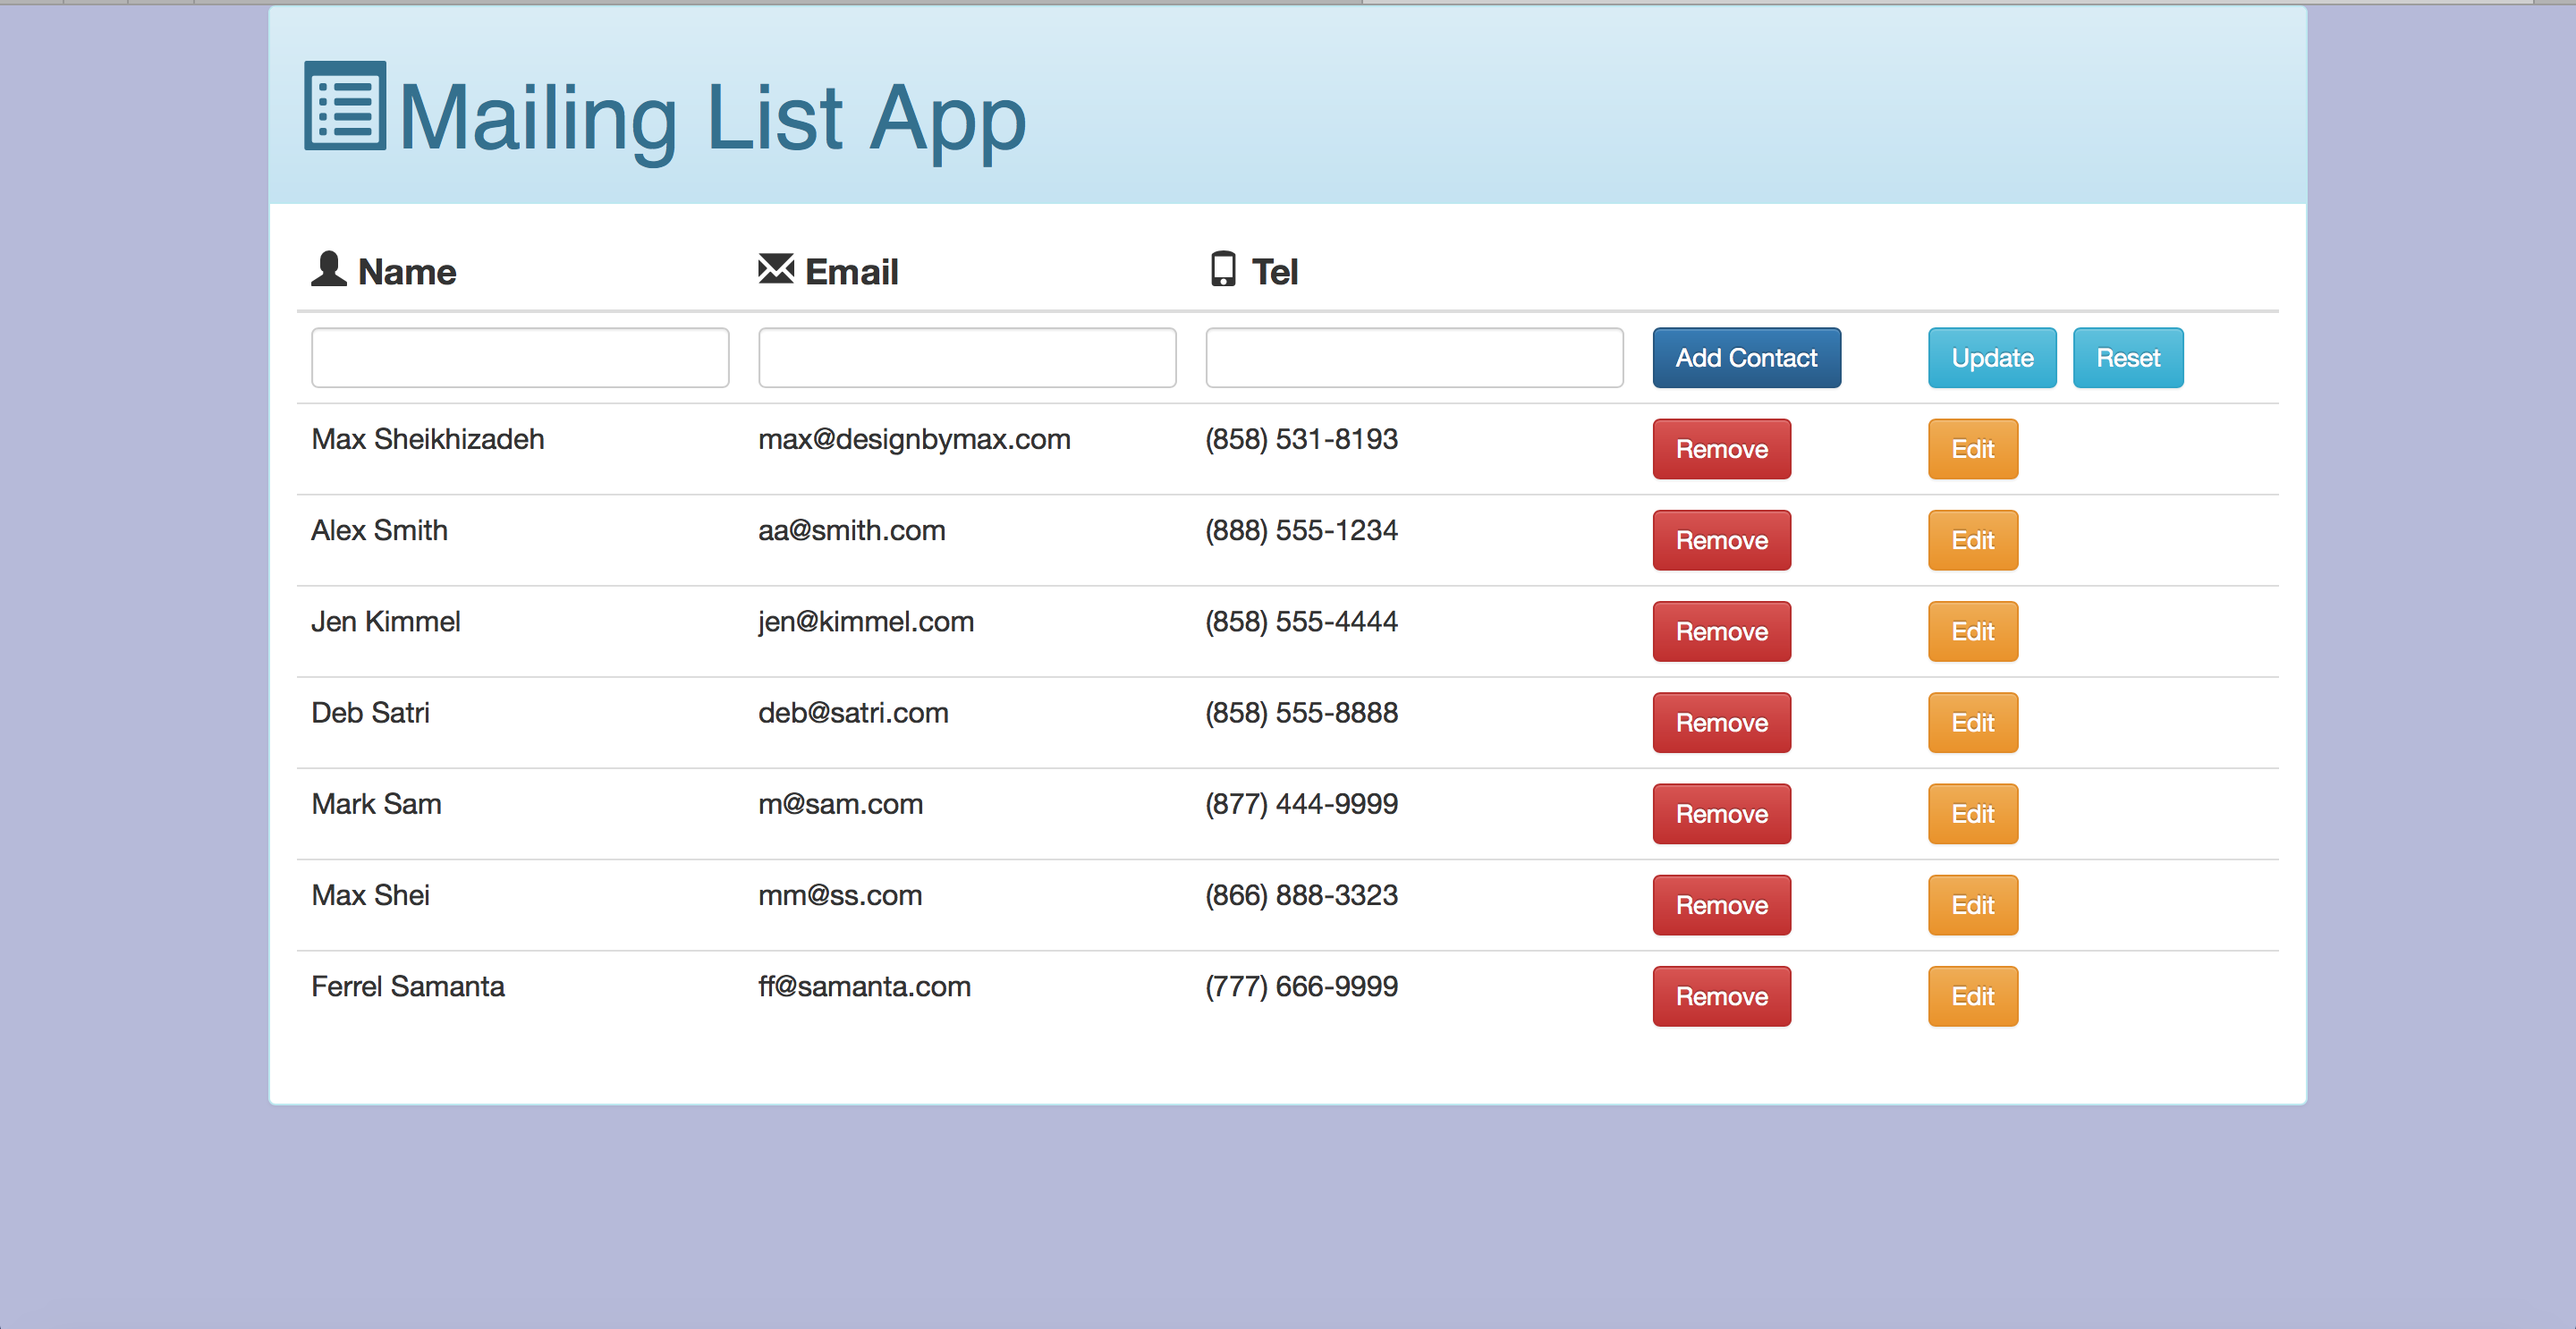 Mailing List App
Name Email Tel
Add Contact Update Reset
Max Sheikhizadeh max@designbymax.com (858) 531-8193 Remove Edit
Alex Smith aa@smith.com (888) 555-1234 Remove Edit
Jen Kimmel jen@kimmel.com (858) 555-4444 Remove Edit
Deb Satri deb@satri.com (858) 555-8888 Remove Edit
Mark Sam m@sam.com (877) 444-9999 Remove Edit
Max Shei mm@ss.com (866) 888-3323 Remove Edit
Ferrel Samanta ff@samanta.com (777) 666-9999 Remove Edit